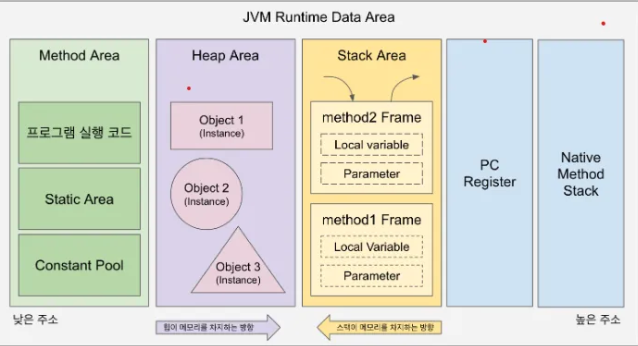 JVM Runtime Data Area
Method Area
프로그램 실행 코드
Static Area
Constant Pool
Heap Area
Object 1
(Instance)
Object 2
(Instance)
Object 3
(Instance)
Stack Area
method2 Frame
Local variable
Parameter
method1 Frame
Local Variable
Parameter
PC
Register
Native
Method
Stack
낮은 주소
힙이 메모리를 차지하는 방향
스택이 메모리를 차지하는 방향
높은 주소